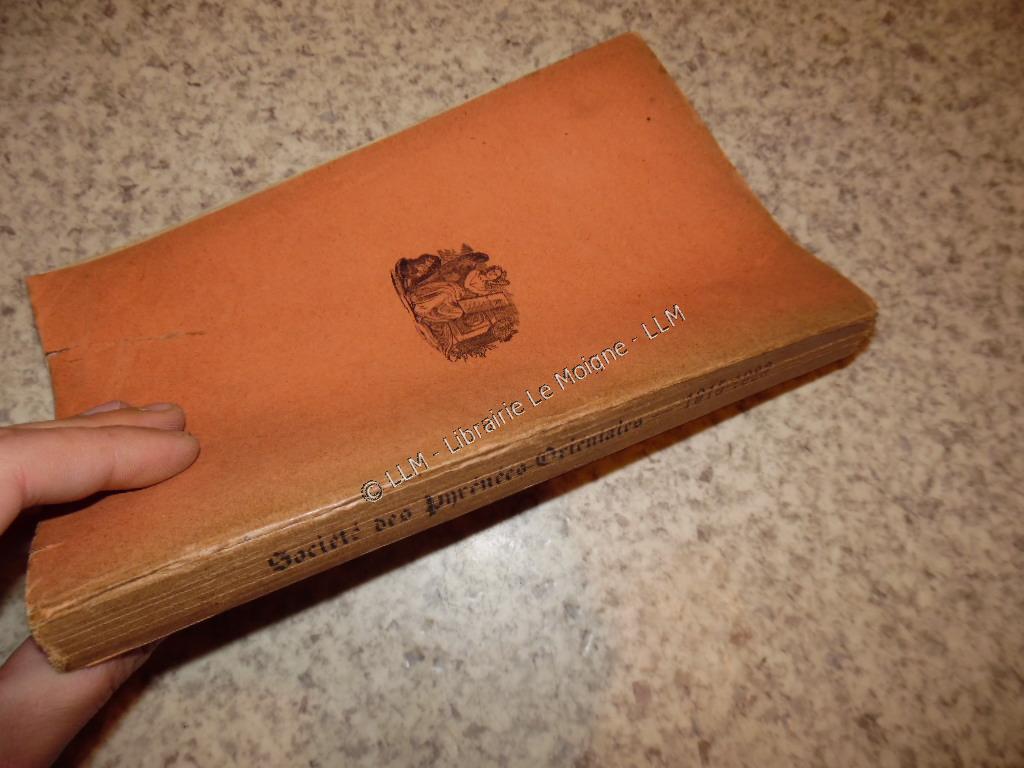 © LLM - Librairie Le Moigne - LLM
Société des Pyrénées-Orientales